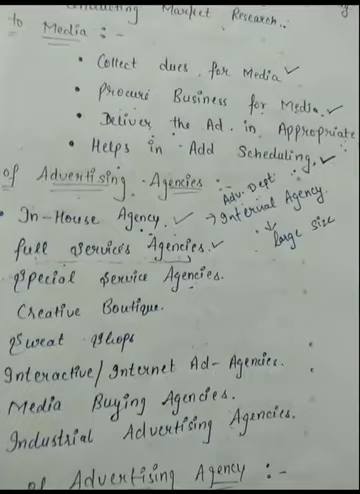 Conducting Market Research.
to Media :-
• Collect dues for Media ✓
• Procure Business for Media. ✓
• Deliver the Ad. in Appropriate
• Helps in Add Scheduling. ✓
of Advertising Agencies :
Adv. Dept
• In-House Agency. ✓ → Internal Agency.
↓
full Services Agencies. ✓ large size
Special Service Agencies.
Creative Boutique.
Sweat Shops
Interactive/Internet Ad-Agencies.
Media Buying Agencies.
Industrial Advertising Agencies.
of Advertising Agency :-